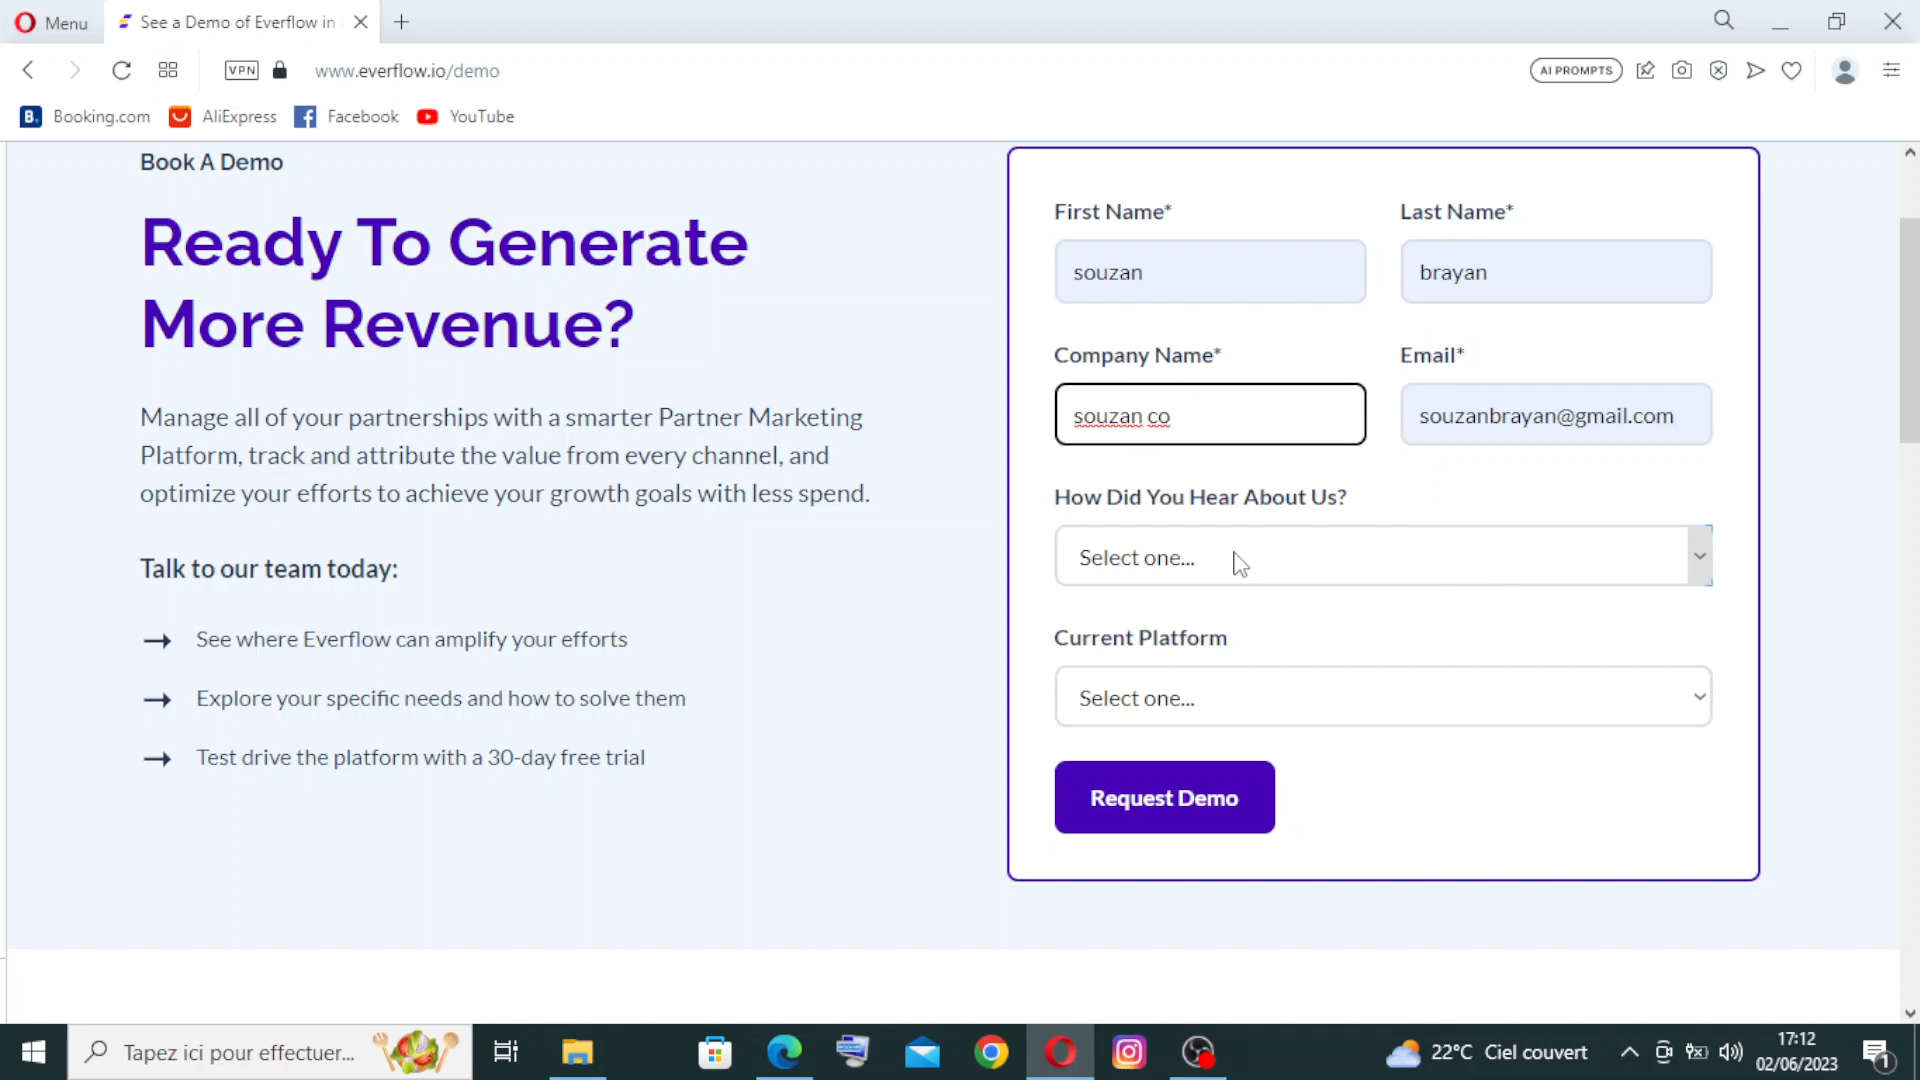 Menu
See a Demo of Everflow in
VPN
www.everflow.io/demo
AI PROMPTS
B.
Booking.com
AliExpress
Facebook
YouTube
Book A Demo
Ready To Generate
More Revenue?
Manage all of your partnerships with a smarter Partner Marketing
Platform, track and attribute the value from every channel, and
optimize your efforts to achieve your growth goals with less spend.
Talk to our team today:
See where Everflow can amplify your efforts
Explore your specific needs and how to solve them
Test drive the platform with a 30-day free trial
First Name*
Last Name*
souzan
brayan
Company Name*
Email*
souzan co
souzanbrayan@gmail.com
How Did You Hear About Us?
Select one...
Current Platform
Select one...
Request Demo
Tapez ici pour effectuer...
22°C Ciel couvert
17:12
02/06/2023
1